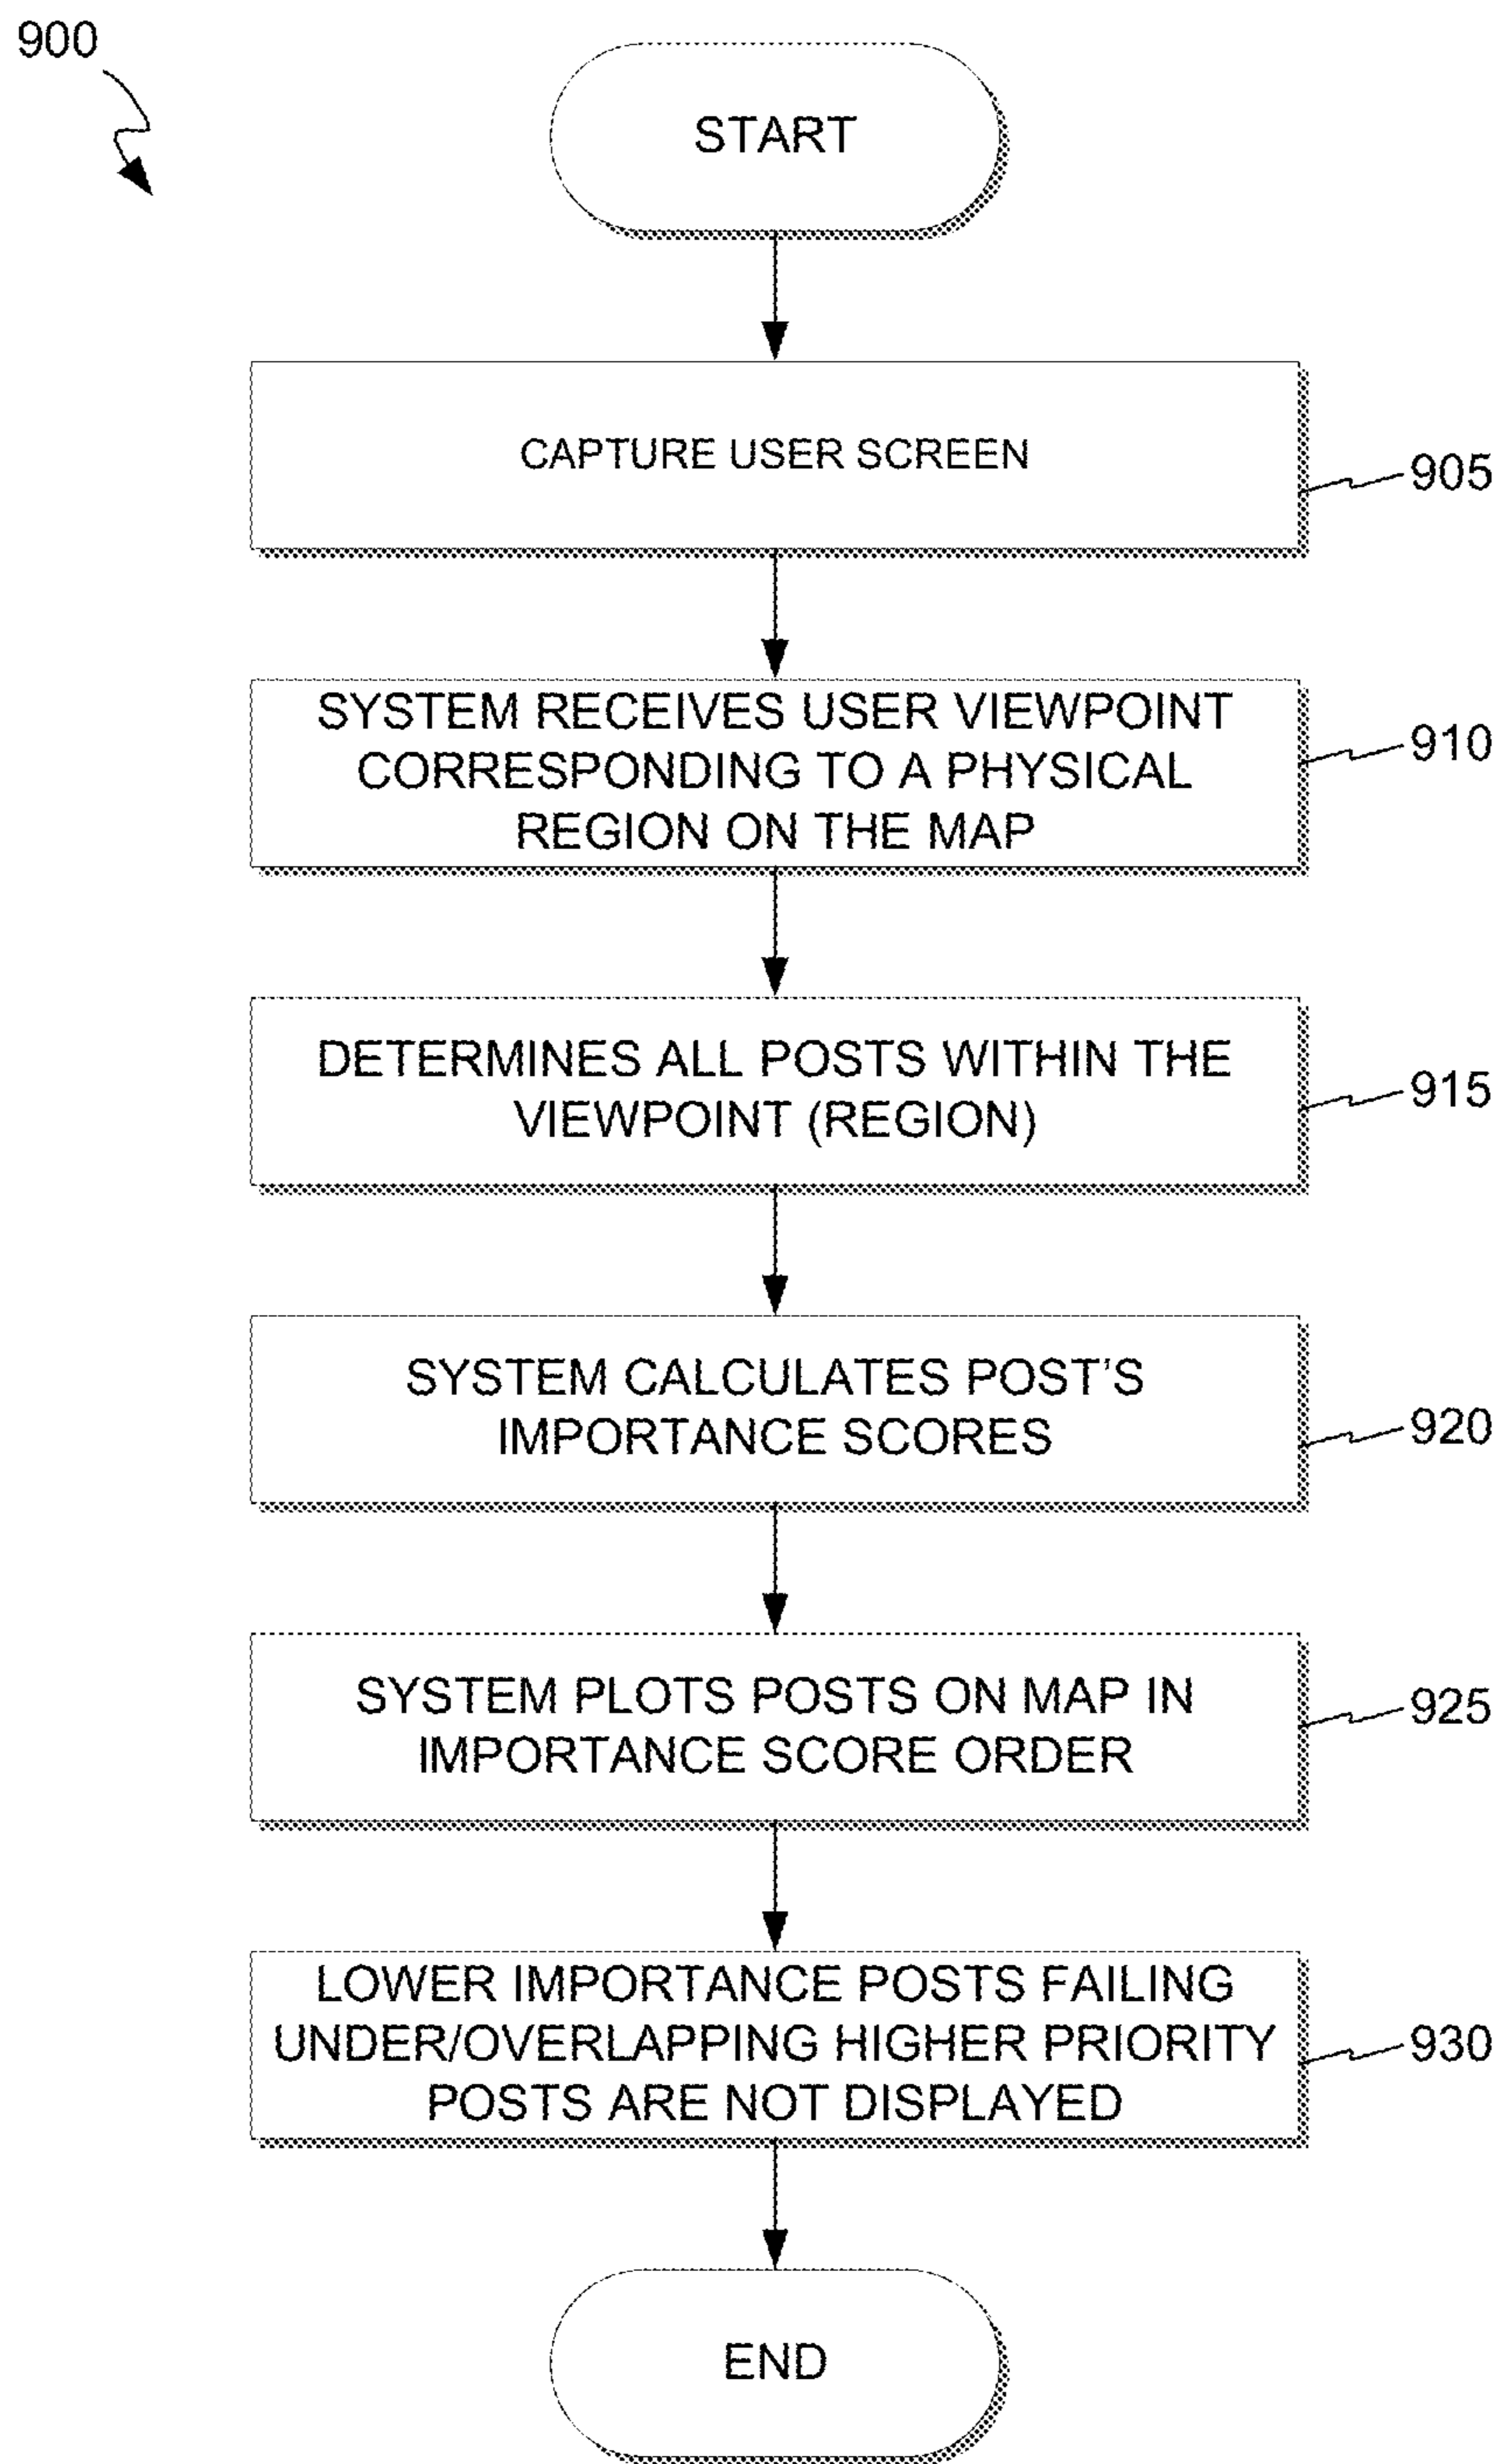 900
START
CAPTURE USER SCREEN
905
SYSTEM RECEIVES USER VIEWPOINT
CORRESPONDING TO A PHYSICAL
REGION ON THE MAP
910
DETERMINES ALL POSTS WITHIN THE
VIEWPOINT (REGION)
915
SYSTEM CALCULATES POST'S
IMPORTANCE SCORES
920
SYSTEM PLOTS POSTS ON MAP IN
IMPORTANCE SCORE ORDER
925
LOWER IMPORTANCE POSTS FAILING
UNDER/OVERLAPPING HIGHER PRIORITY
POSTS ARE NOT DISPLAYED
930
END